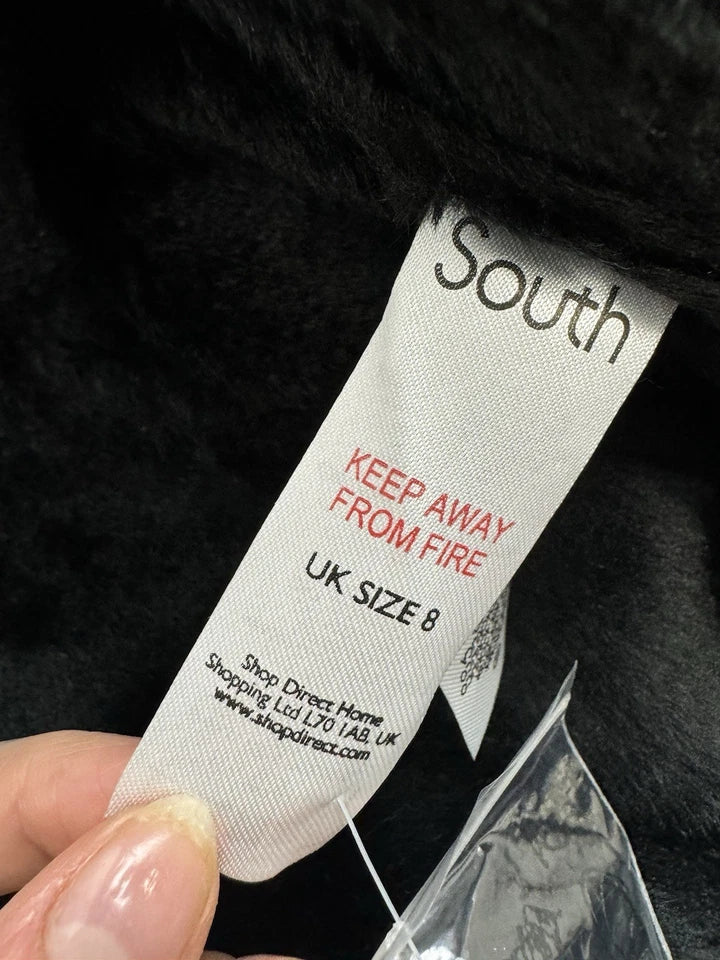 South
KEEP AWAY
FROM FIRE
UK SIZE 8
Shop Direct Home
Shopping Ltd L70 1AB, UK
www.shopdirect.com